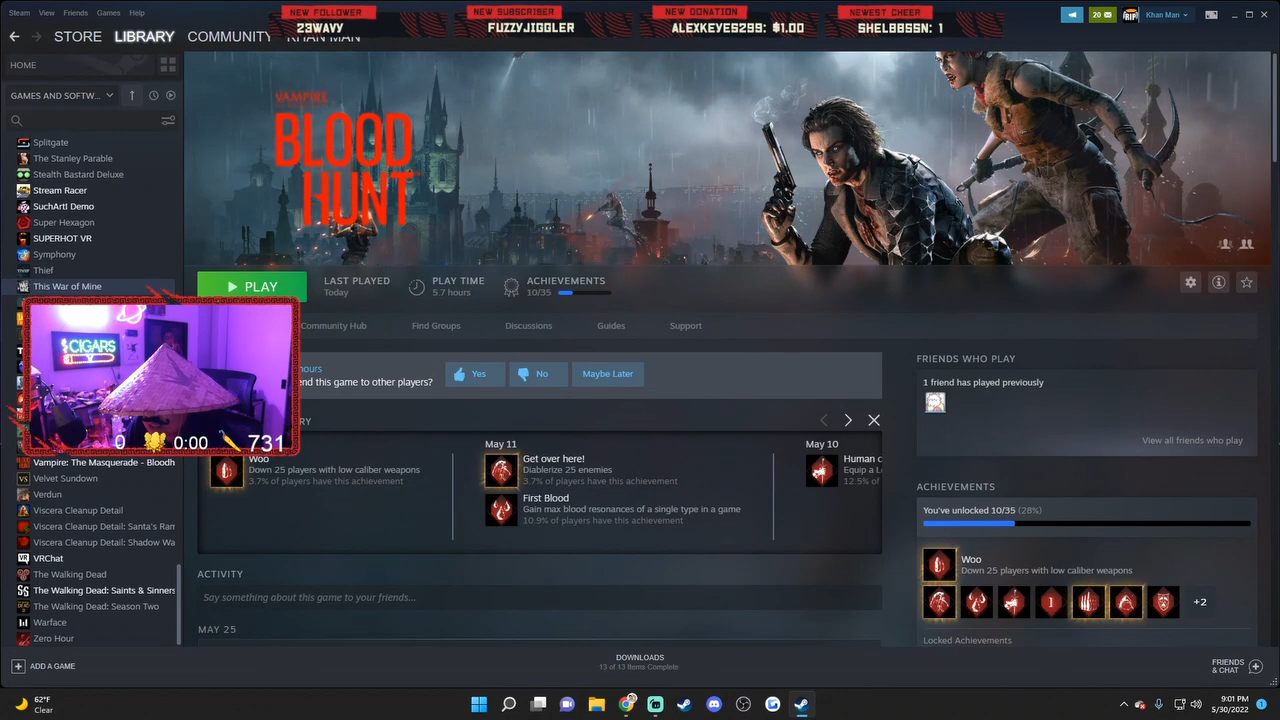 Steam View Friends Games Help
NEW FOLLOWER
23WAVY
NEW SUBSCRIBER
FUZZYJIGGLER
NEW DONATION
ALEXKEYES299: $1.00
NEWEST CHEER
SHELB8SSN: 1
20
RIP
Khan Man
STORE LIBRARY COMMUNITY KHAN MAN
HOME
GAMES AND SOFTW...
Splitgate
The Stanley Parable
Stealth Bastard Deluxe
Stream Racer
SuchArt! Demo
Super Hexagon
SUPERHOT VR
Symphony
Thief
This War of Mine
Vampire: The Masquerade - Bloodh
Velvet Sundown
Verdun
Viscera Cleanup Detail
Viscera Cleanup Detail: Santa's Ram
Viscera Cleanup Detail: Shadow Wa
VRChat
The Walking Dead
The Walking Dead: Saints & Sinners
The Walking Dead: Season Two
Warface
Zero Hour
VAMPIRE
BLOOD
HUNT
PLAY
LAST PLAYED
Today
PLAY TIME
5.7 hours
ACHIEVEMENTS
10/35
Community Hub Find Groups Discussions Guides Support
hours
end this game to other players?
Yes
No
Maybe Later
CIGARS
0 0:00 731
RY
Woo
Down 25 players with low caliber weapons
3.7% of players have this achievement
May 11
Get over here!
Diablerize 25 enemies
3.7% of players have this achievement
First Blood
Gain max blood resonances of a single type in a game
10.9% of players have this achievement
May 10
Human c
Equip a L
12.5% of
ACTIVITY
Say something about this game to your friends...
MAY 25
FRIENDS WHO PLAY
1 friend has played previously
View all friends who play
ACHIEVEMENTS
You've unlocked 10/35 (28%)
Woo
Down 25 players with low caliber weapons
+2
Locked Achievements
ADD A GAME
DOWNLOADS
13 of 13 Items Complete
FRIENDS
& CHAT
62°F
Clear
9:01 PM
5/30/2022
1